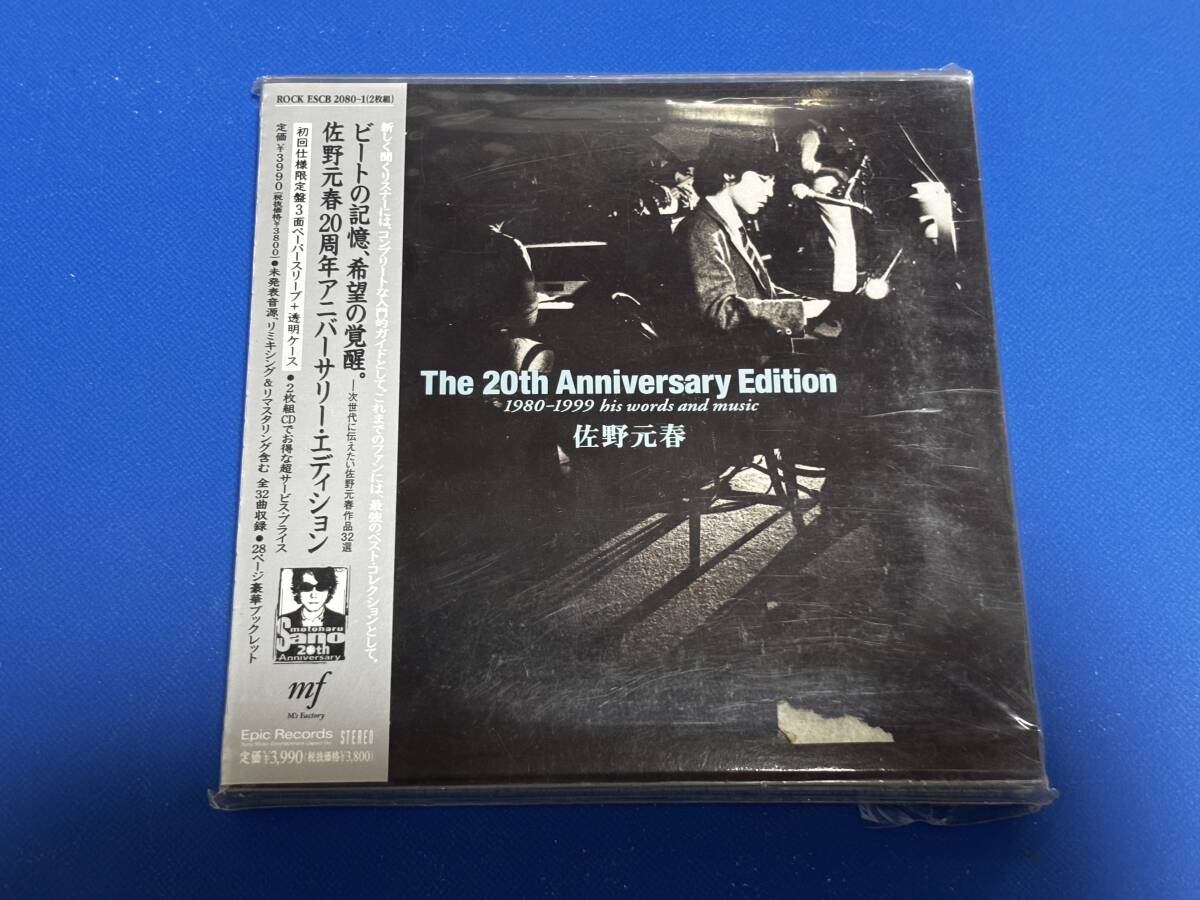 ROCK ESCB 2080-1(2枚組)
新しく聞くリスナーには、コンプリートな入門的ガイドとして、これまでのファンには、最強のベスト・コレクションとして。
ビートの記憶、希望の覚醒。
―次世代に伝えたい佐野元春作品32選
佐野元春20周年アニバーサリー・エディション
初回仕様限定盤3面ペーパースリーブ+透明ケース
●2枚組CDでお得な超サービス・プライス
定価¥3990(税抜価格¥3800)●未発表音源、リミキシング&リマスタリング含む 全32曲収録●28ページ豪華ブックレット
motoharu
Sano
20th
Anniversary
mf
M's Factory
Epic Records
STEREO
定価¥3,990(税抜価格¥3,800)
The 20th Anniversary Edition
1980-1999 his words and music
佐野元春